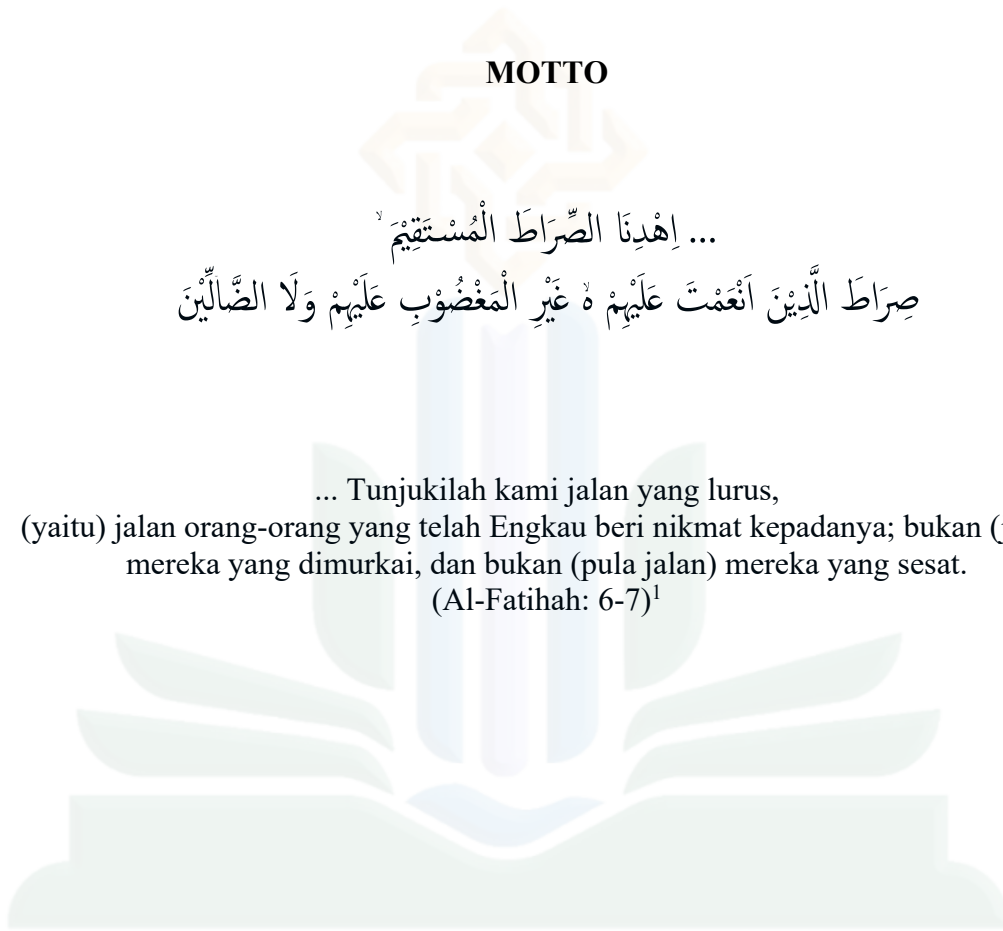 MOTTO
... اِهْدِنَا الصِّرَاطَ الْمُسْتَقِيْمَ ۙ
صِرَاطَ الَّذِيْنَ اَنْعَمْتَ عَلَيْهِمْ ە ۙ غَيْرِ الْمَغْضُوْبِ عَلَيْهِمْ وَلَا الضَّاۤلِّيْنَ
... Tunjukilah kami jalan yang lurus,
(yaitu) jalan orang-orang yang telah Engkau beri nikmat kepadanya; bukan
mereka yang dimurkai, dan bukan (pula jalan) mereka yang sesat.
(Al-Fatihah: 6-7)¹